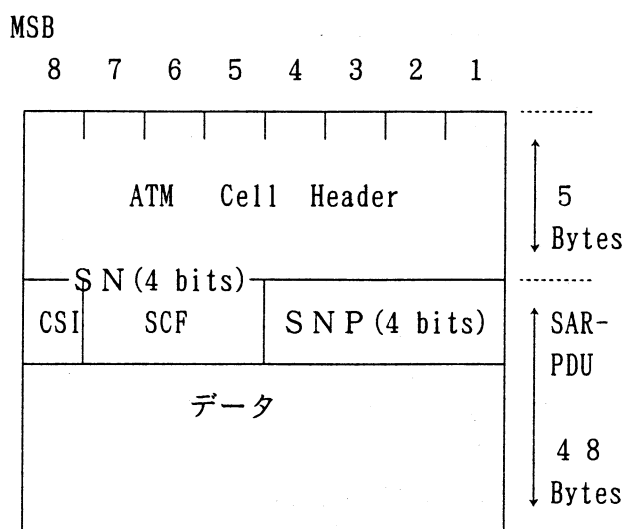 MSB
8 7 6 5 4 3 2 1
ATM Cell Header
5
Bytes
SN(4 bits)
CSI SCF SNP(4 bits)
SAR-
PDU
データ
48
Bytes